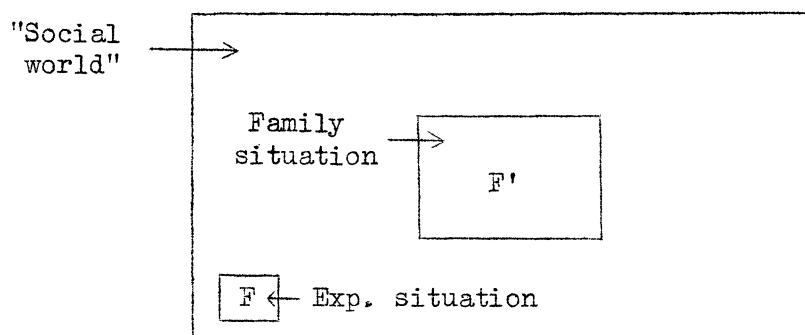 "Social
world"
Family
situation
F'
F
Exp. situation